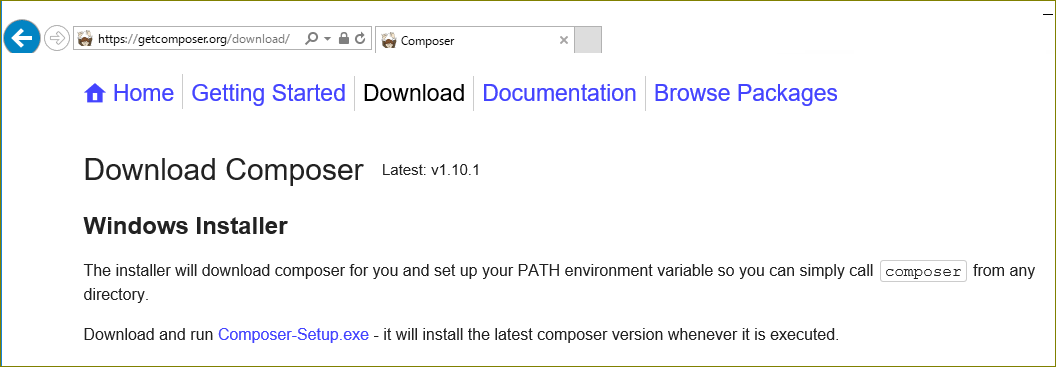 https://getcomposer.org/download/
Composer
Home
Getting Started
Download
Documentation
Browse Packages
Download Composer Latest: v1.10.1
Windows Installer
The installer will download composer for you and set up your PATH environment variable so you can simply call composer from any
directory.
Download and run Composer-Setup.exe - it will install the latest composer version whenever it is executed.